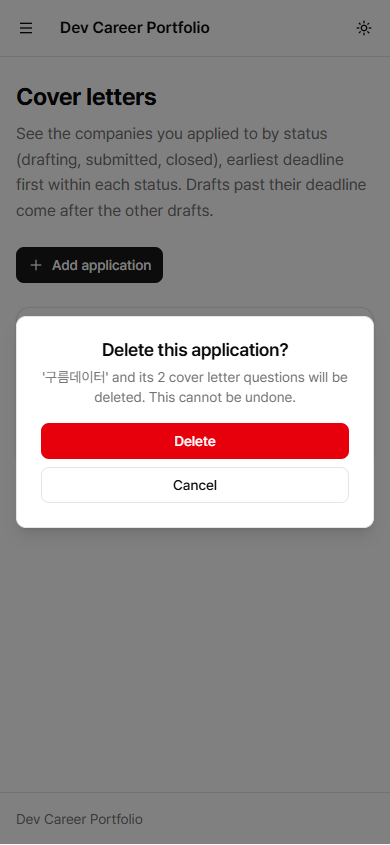 Dev Career Portfolio
Cover letters
See the companies you applied to by status
(drafting, submitted, closed), earliest deadline
first within each status. Drafts past their deadline
come after the other drafts.
Add application
Delete this application?
'구름데이터' and its 2 cover letter questions will be
deleted. This cannot be undone.
Delete
Cancel
Dev Career Portfolio